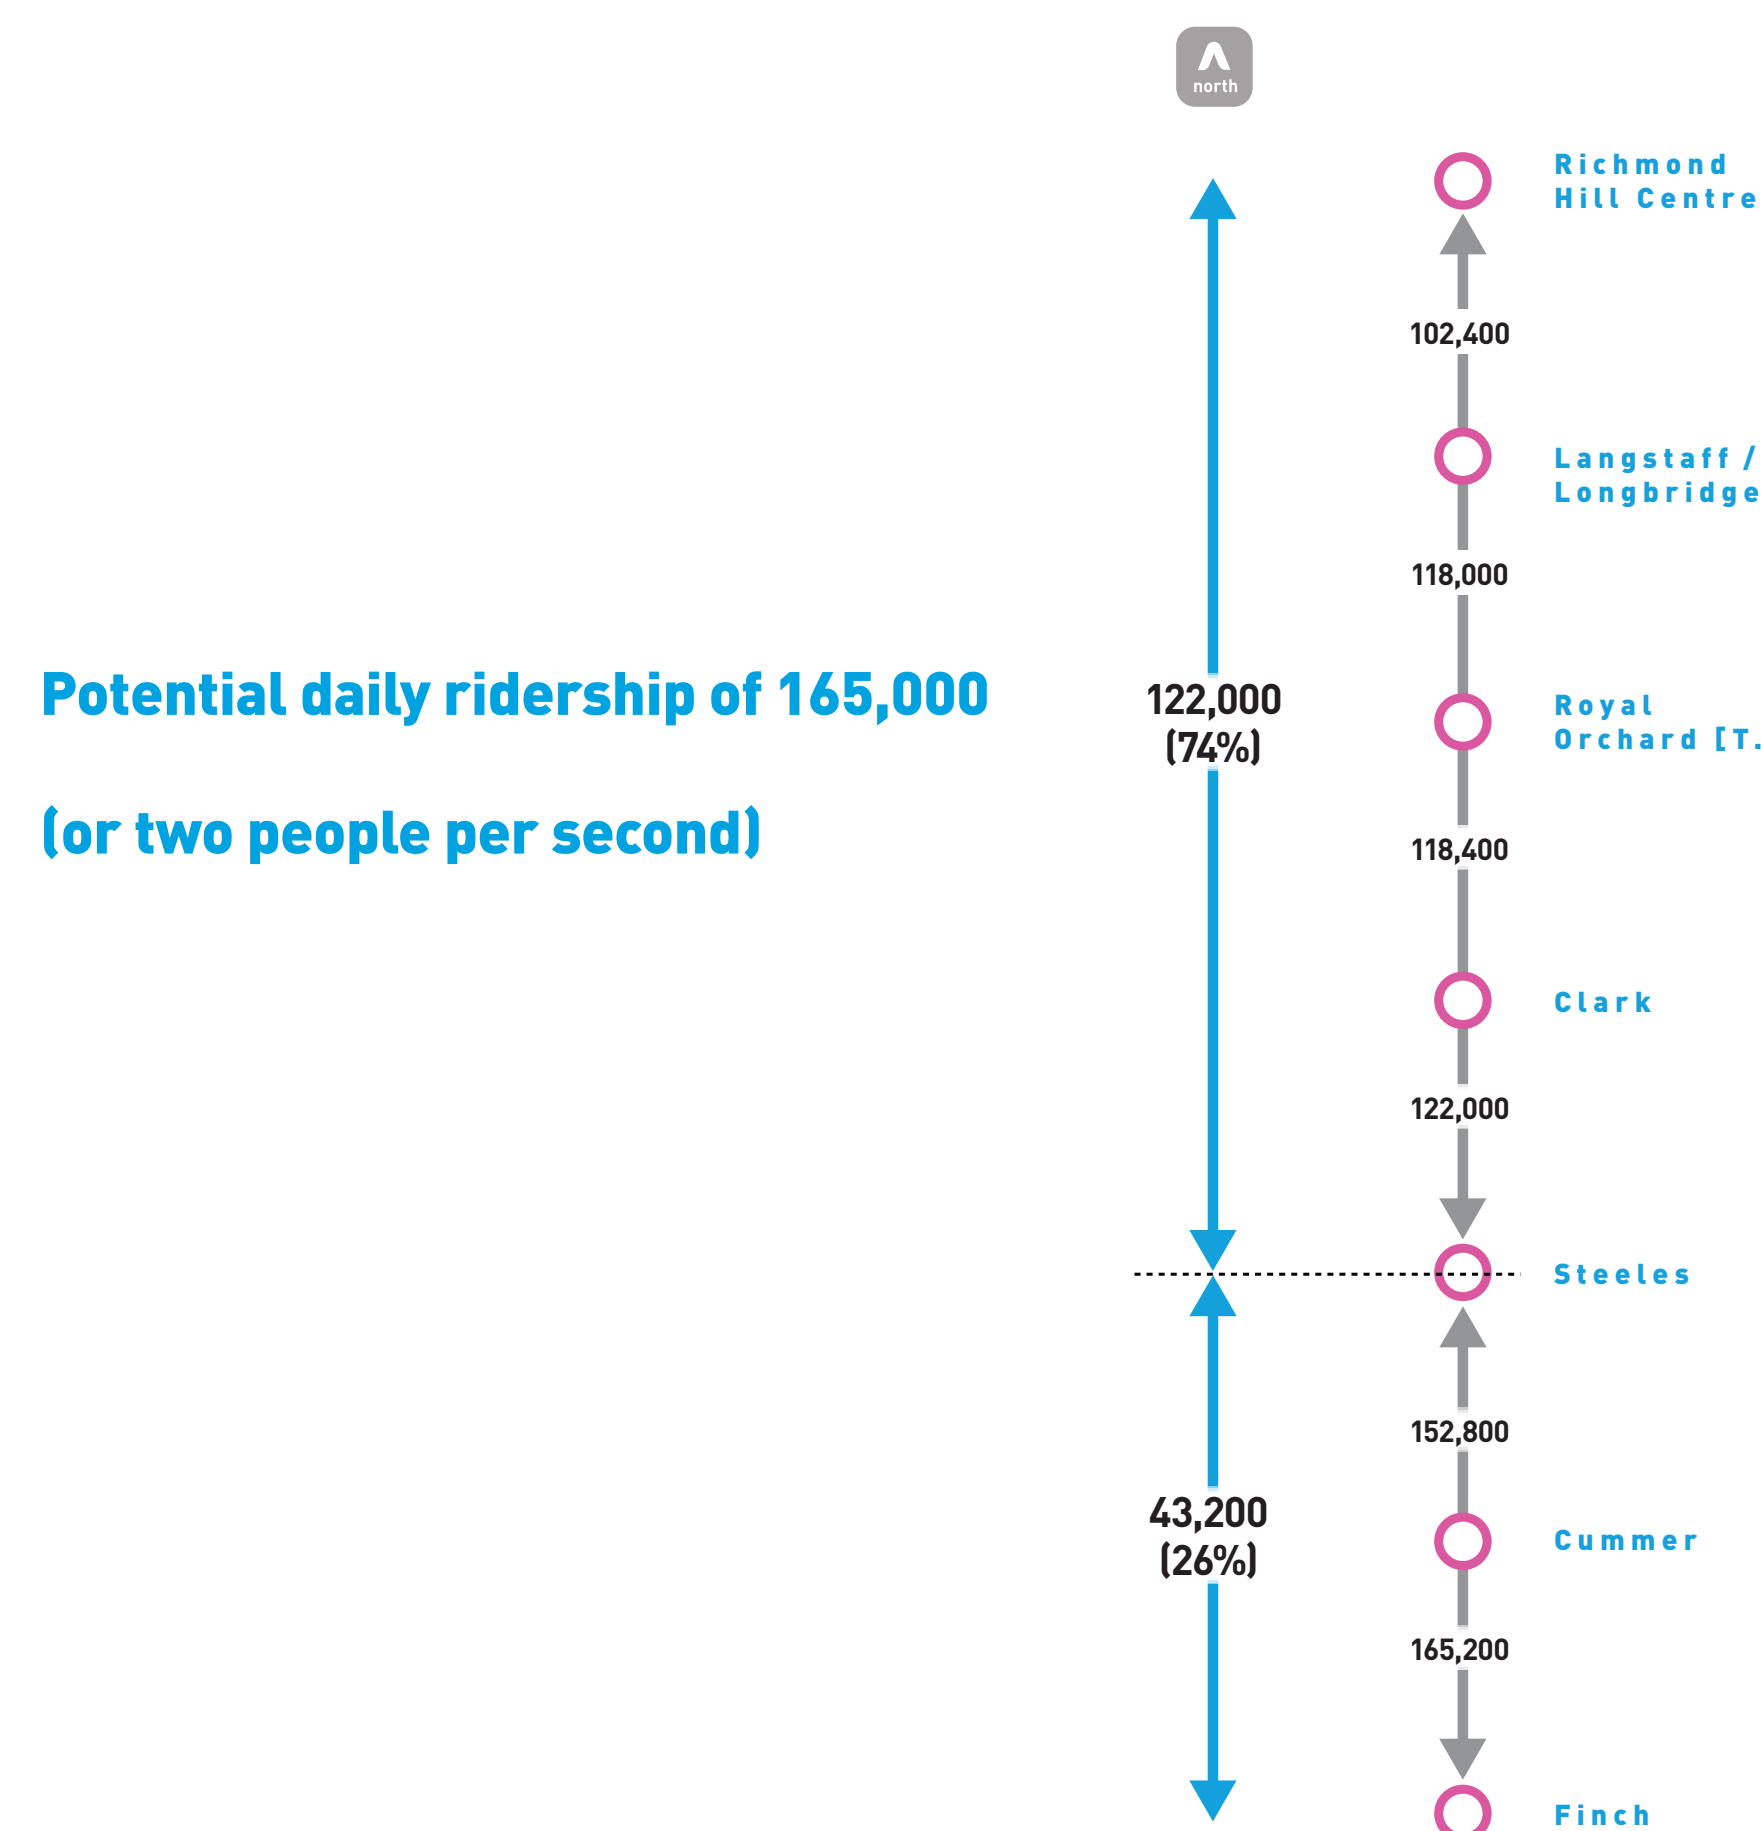 north
Richmond
Hill Centre
102,400
Langstaff /
Longbridge
118,000
Potential daily ridership of 165,000
(or two people per second)
122,000
(74%)
Royal
Orchard [T.
118,400
Clark
122,000
Steeles
152,800
43,200
(26%)
Cummer
165,200
Finch